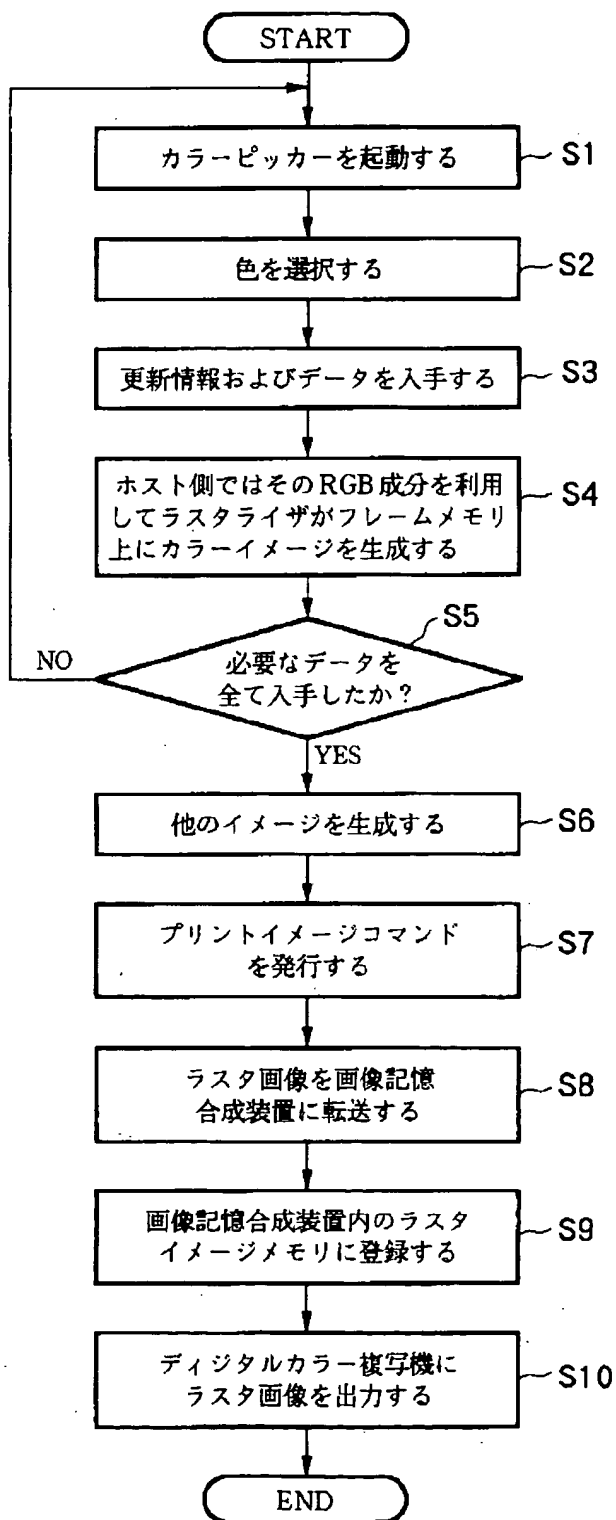 START
カラーピッカーを起動する
S1
色を選択する
S2
更新情報およびデータを入手する
S3
ホスト側ではそのRGB成分を利用
してラスタライザがフレームメモリ
上にカラーイメージを生成する
S4
S5
NO
必要なデータを
全て入手したか?
YES
他のイメージを生成する
S6
プリントイメージコマンド
を発行する
S7
ラスタ画像を画像記憶
合成装置に転送する
S8
画像記憶合成装置内のラスタ
イメージメモリに登録する
S9
ディジタルカラー複写機に
ラスタ画像を出力する
S10
END